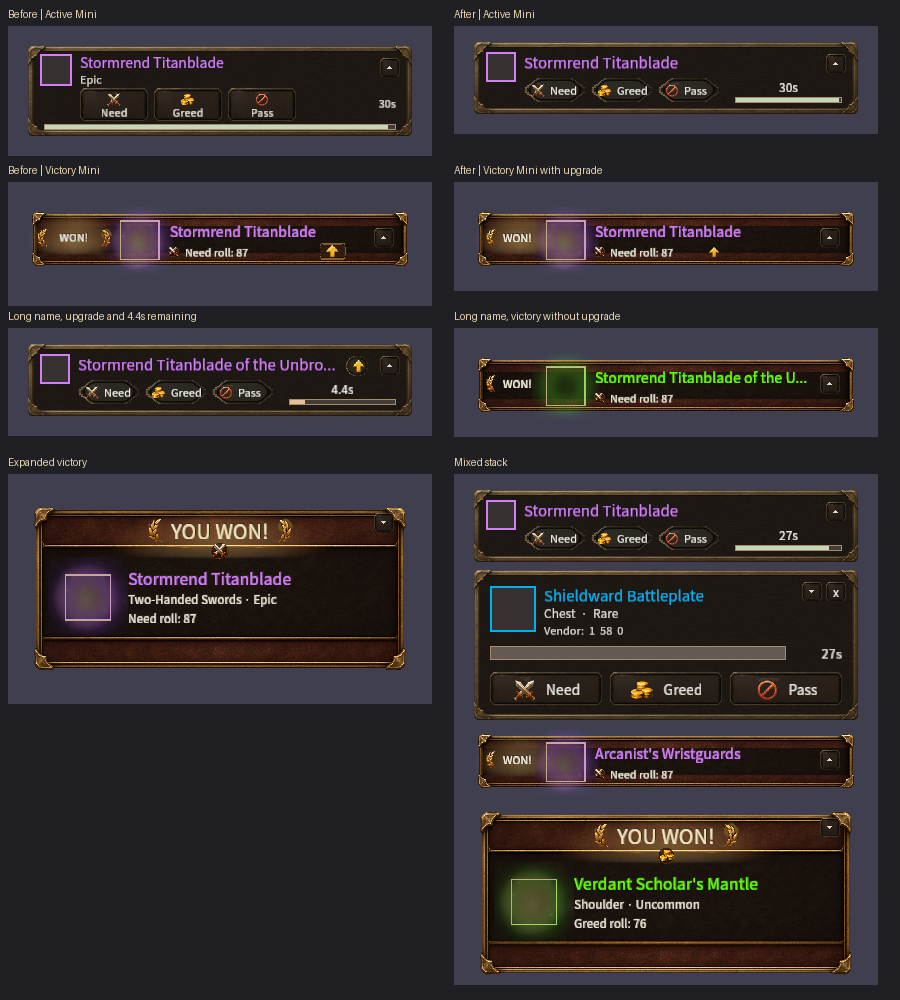 Before | Active Mini
Stormrend Titanblade
Epic
Need
Greed
Pass
30s
After | Active Mini
Stormrend Titanblade
Need
Greed
Pass
30s
Before | Victory Mini
WON!
Stormrend Titanblade
Need roll: 87
After | Victory Mini with upgrade
WON!
Stormrend Titanblade
Need roll: 87
Long name, upgrade and 4.4s remaining
Stormrend Titanblade of the Unbro...
Need
Greed
Pass
4.4s
Long name, victory without upgrade
WON!
Stormrend Titanblade of the U...
Need roll: 87
Expanded victory
YOU WON!
Stormrend Titanblade
Two-Handed Swords · Epic
Need roll: 87
Mixed stack
Stormrend Titanblade
Need
Greed
Pass
27s
Shieldward Battleplate
x
Chest · Rare
Vendor: 1 58 0
27s
Need
Greed
Pass
WON!
Arcanist's Wristguards
Need roll: 87
YOU WON!
Verdant Scholar's Mantle
Shoulder · Uncommon
Greed roll: 76